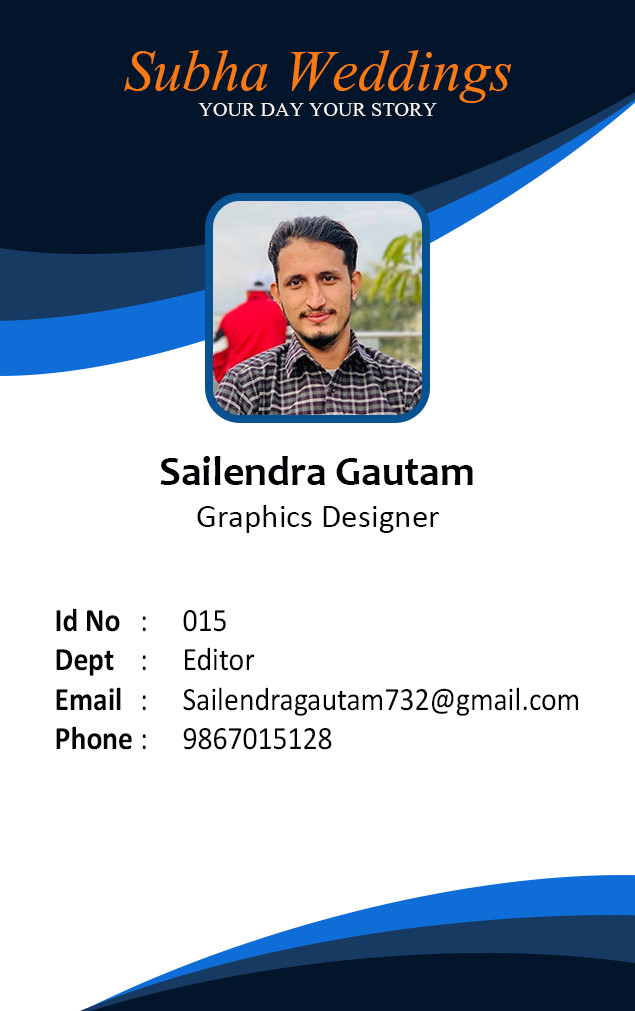 Subha Weddings
YOUR DAY YOUR STORY
Sailendra Gautam
Graphics Designer
Id No : 015
Dept : Editor
Email : Sailendragautam732@gmail.com
Phone : 9867015128